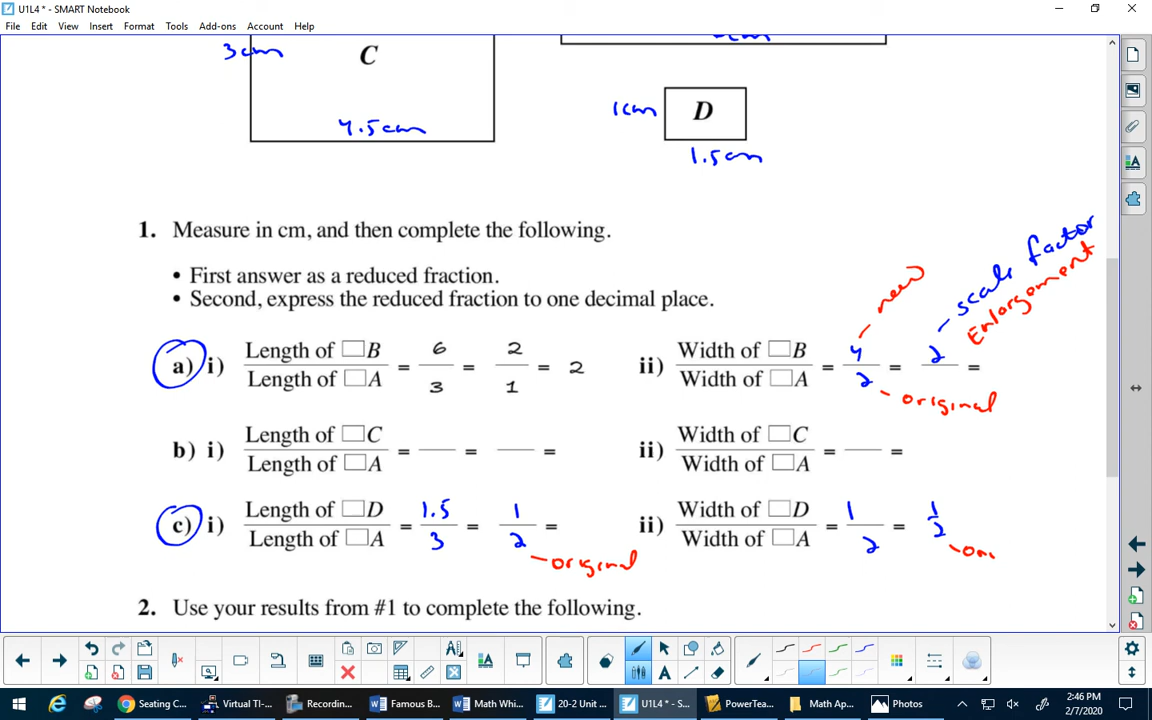 U1L4 * - SMART Notebook
File Edit View Insert Format Tools Add-ons Help
3cm C
4.5cm
1cm D
1.5cm
1. Measure in cm, and then complete the following.
• First answer as a reduced fraction.
• Second, express the reduced fraction to one decimal place.
new
scale factor
Enlargement
a) i) Length of □B / Length of □A = 6/3 = 2/1 = 2 ii) Width of □B / Width of □A = 4/2 = 2 =
original
b) i) Length of □C / Length of □A = = = ii) Width of □C / Width of □A = =
c) i) Length of □D / Length of □A = 1.5/3 = 1/2 = ii) Width of □D / Width of □A = 1/2 = 1/2
original
2. Use your results from #1 to complete the following.
Seating C... Virtual TI-... Recordin... Famous B... Math Whi... 20-2 Unit ... U1L4 * - S... PowerTea... Math Ap... Photos
2:46 PM
2/7/2020